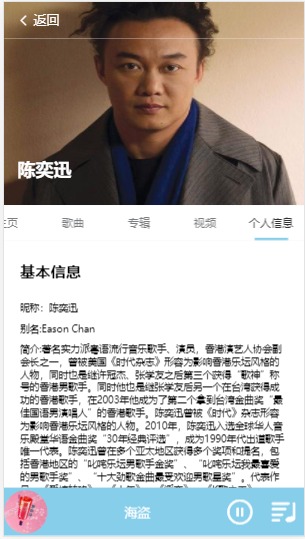 返回
陈奕迅
主页 歌曲 专辑 视频 个人信息
基本信息
昵称：陈奕迅
别名:Eason Chan
简介:著名实力派粤语流行音乐歌手、演员，香港演艺人协会副
会长之一，曾被美国《时代杂志》形容为影响香港乐坛风格的
人物，同时也是继许冠杰、张学友之后第三个获得“歌神”称
号的香港男歌手。同时他也是继张学友后另一个在台湾获得成
功的香港歌手，在2003年他成为了第二个拿到台湾金曲奖“最
佳国语男演唱人”的香港歌手。陈奕迅曾被《时代》杂志形容
为影响香港乐坛风格的人物。2010年，陈奕迅入选全球华人音
乐殿堂华语金曲奖“30年经典评选”，成为1990年代出道歌手
唯一代表。陈奕迅曾在多个亚太地区获得多个奖项和提名，包
括香港地区的“叱咤乐坛男歌手金奖”、“叱咤乐坛我最喜爱
的男歌手奖”、“十大劲歌金曲最受欢迎男歌星奖”。代表作
海盗